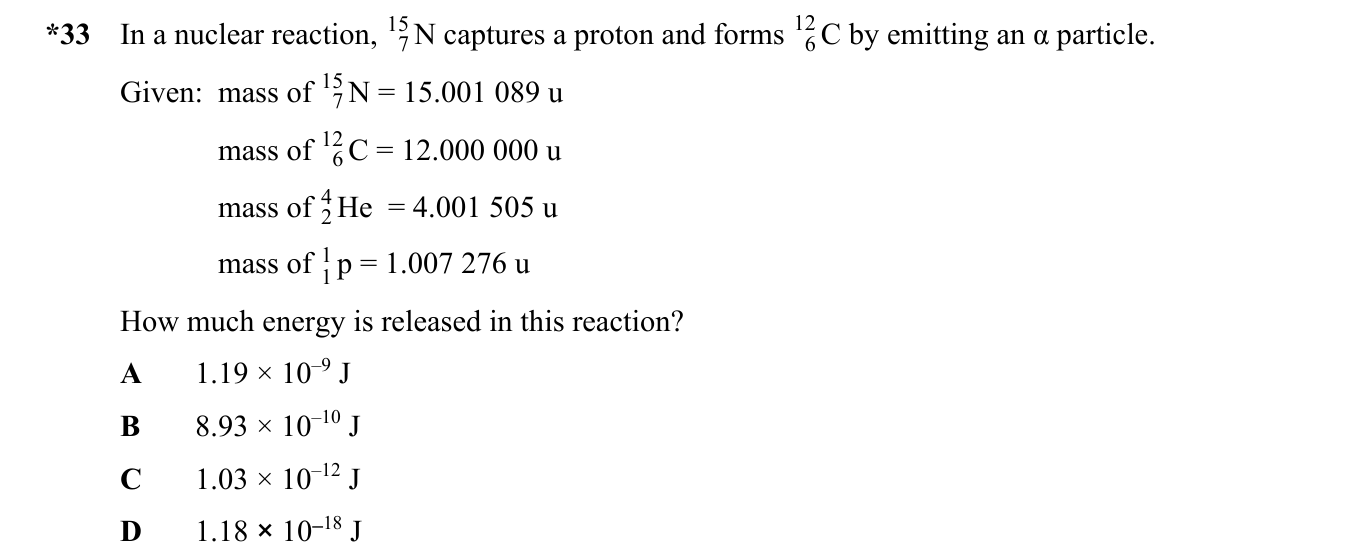 *33 In a nuclear reaction, ¹⁵₇N captures a proton and forms ¹²₆C by emitting an α particle.
Given: mass of ¹⁵₇N = 15.001 089 u
mass of ¹²₆C = 12.000 000 u
mass of ⁴₂He = 4.001 505 u
mass of ¹₁p = 1.007 276 u
How much energy is released in this reaction?
A 1.19 × 10⁻⁹ J
B 8.93 × 10⁻¹⁰ J
C 1.03 × 10⁻¹² J
D 1.18 × 10⁻¹⁸ J